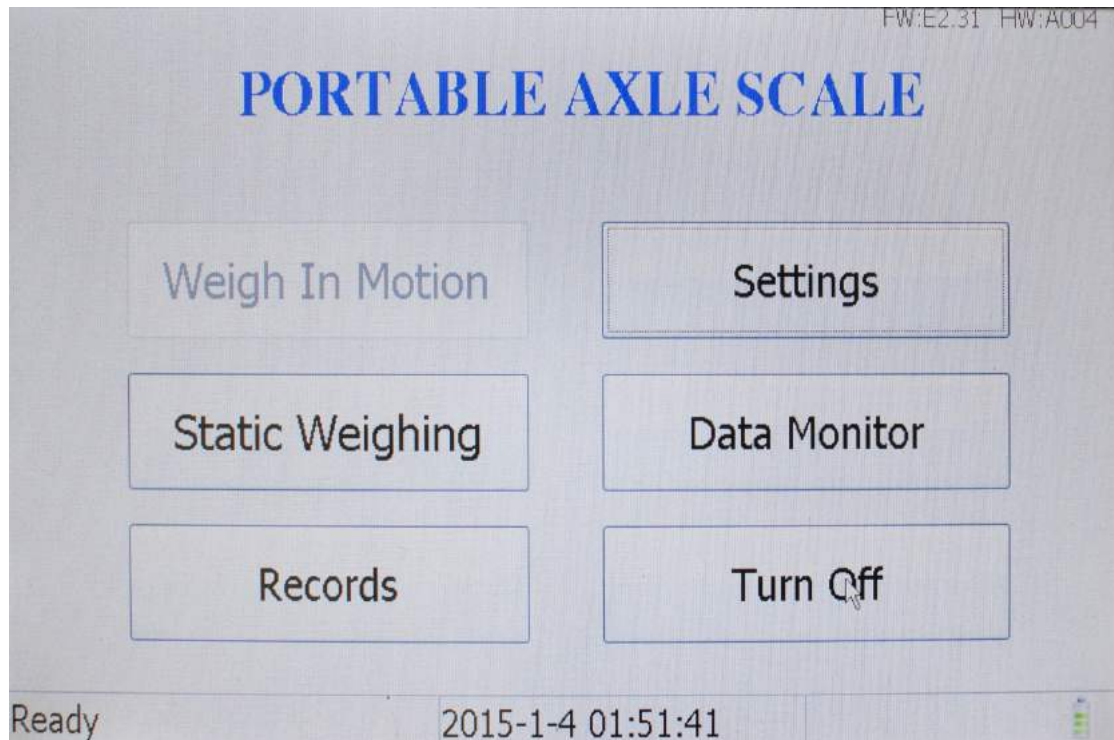 FW:E2.31 HW:A004
PORTABLE AXLE SCALE
Weigh In Motion
Settings
Static Weighing
Data Monitor
Records
Turn Off
Ready
2015-1-4 01:51:41